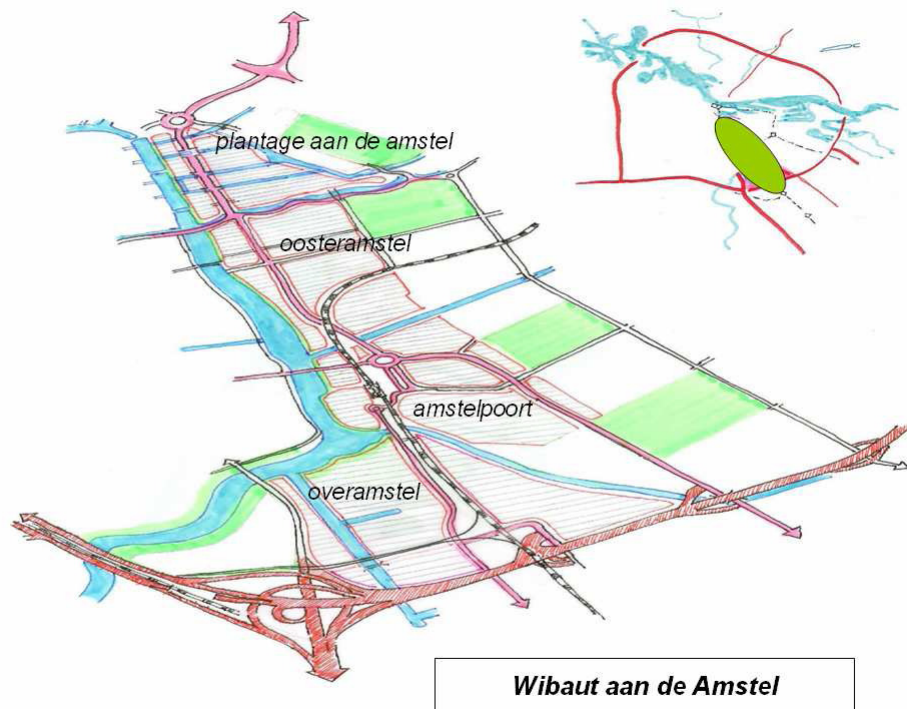 plantage aan de amstel
oosteramstel
amstelpoort
overamstel
Wibaut aan de Amstel